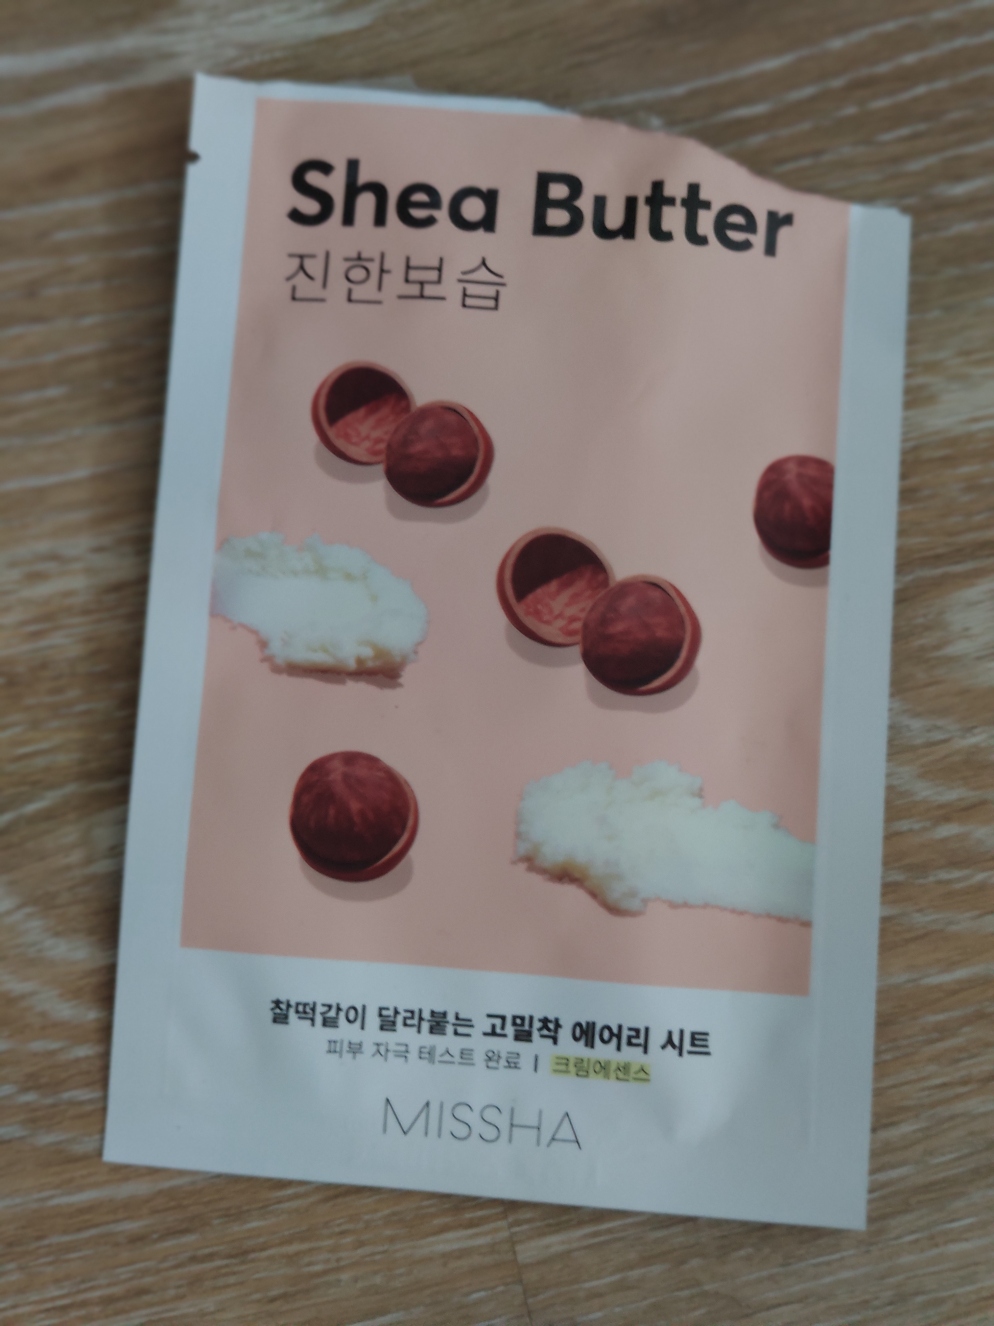 Shea Butter
진한보습
찰떡같이 달라붙는 고밀착 에어리 시트
피부 자극 테스트 완료 | 크림에센스
MISSHA